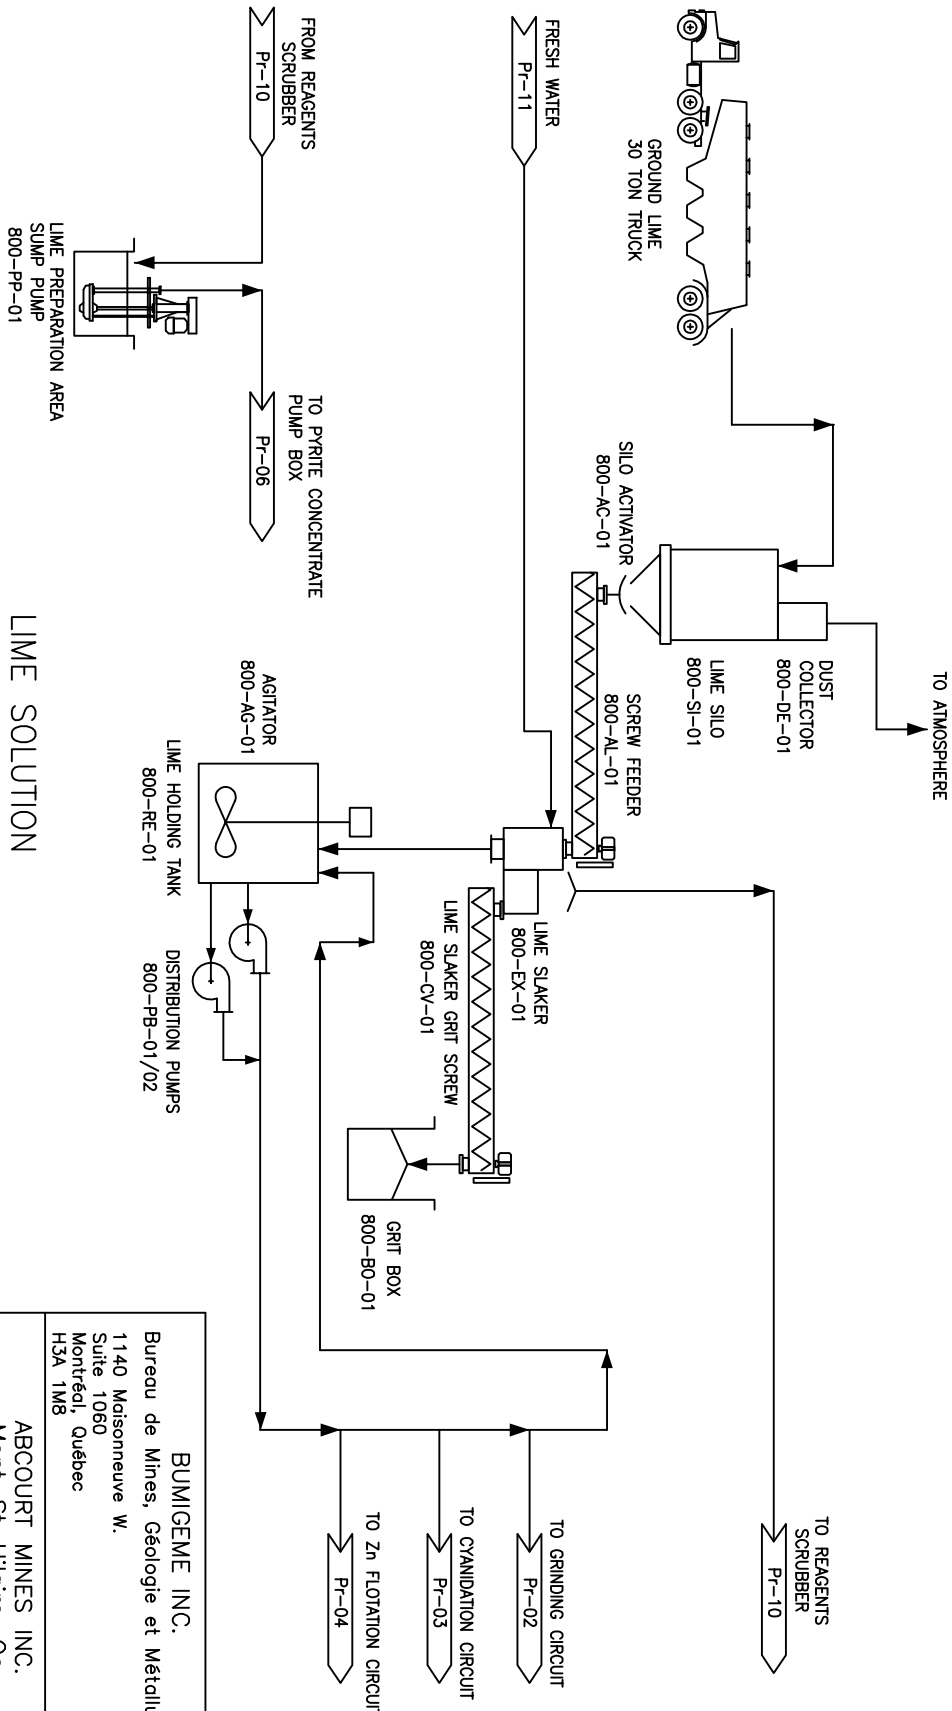 GROUND LIME
30 TON TRUCK
TO ATMOSPHERE
DUST
COLLECTOR
800-DE-01
LIME SILO
800-SI-01
SILO ACTIVATOR
800-AC-01
SCREW FEEDER
800-AL-01
FRESH WATER
Pr-11
LIME SLAKER
800-EX-01
LIME SLAKER GRIT SCREW
800-CV-01
GRIT BOX
800-BO-01
TO REAGENTS
SCRUBBER
Pr-10
FROM REAGENTS
SCRUBBER
Pr-10
TO PYRITE CONCENTRATE
PUMP BOX
Pr-06
LIME PREPARATION AREA
SUMP PUMP
800-PP-01
AGITATOR
800-AG-01
LIME HOLDING TANK
800-RE-01
DISTRIBUTION PUMPS
800-PB-01/02
TO GRINDING CIRCUIT
Pr-02
TO CYANIDATION CIRCUIT
Pr-03
TO Zn FLOTATION CIRCUIT
Pr-04
LIME SOLUTION
BUMIGEME INC.
Bureau de Mines, Géologie et Métallu
1140 Maisonneuve W.
Suite 1060
Montréal, Québec
H3A 1M8
ABCOURT MINES INC.